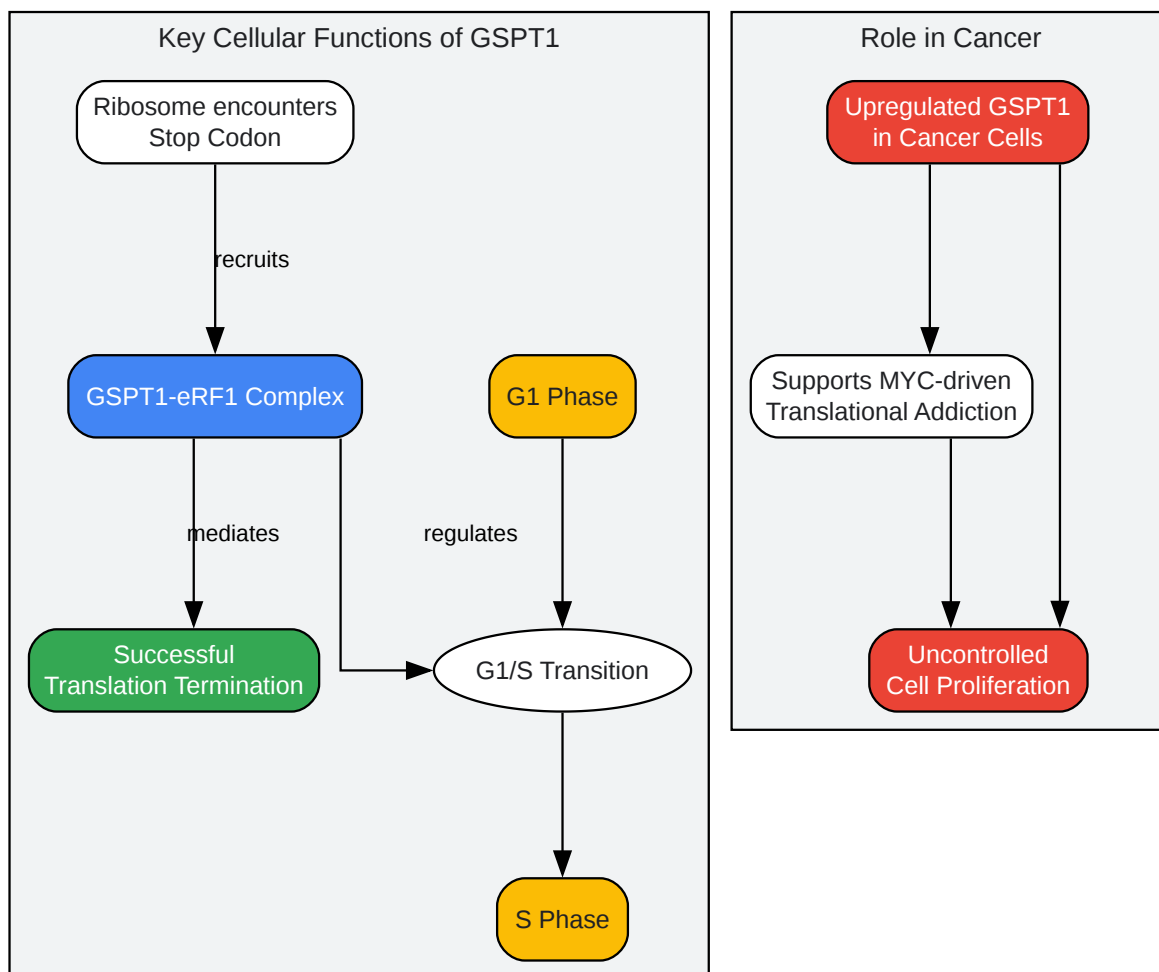 Key Cellular Functions of GSPT1
Ribosome encounters
Stop Codon
recruits
GSPT1-eRF1 Complex
G1 Phase
mediates
regulates
Successful
Translation Termination
G1/S Transition
S Phase
Role in Cancer
Upregulated GSPT1
in Cancer Cells
Supports MYC-driven
Translational Addiction
Uncontrolled
Cell Proliferation